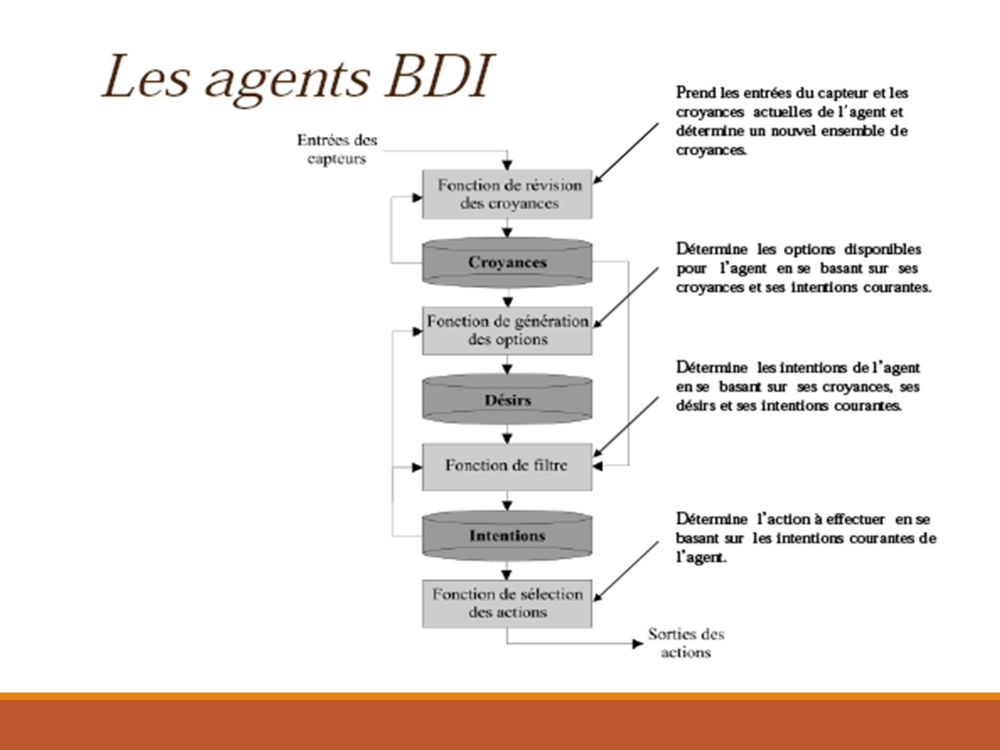 Les agents BDI
Prend les entrées du capteur et les
croyances actuelles de l'agent et
détermine un nouvel ensemble de
croyances.
Entrées des
capteurs
Fonction de révision
des croyances
Croyances
Détermine les options disponibles
pour l'agent en se basant sur ses
croyances et ses intentions courantes.
Fonction de génération
des options
Désirs
Détermine les intentions de l'agent
en se basant sur ses croyances, ses
désirs et ses intentions courantes.
Fonction de filtre
Intentions
Détermine l'action à effectuer en se
basant sur les intentions courantes de
l'agent.
Fonction de sélection
des actions
Sorties des
actions